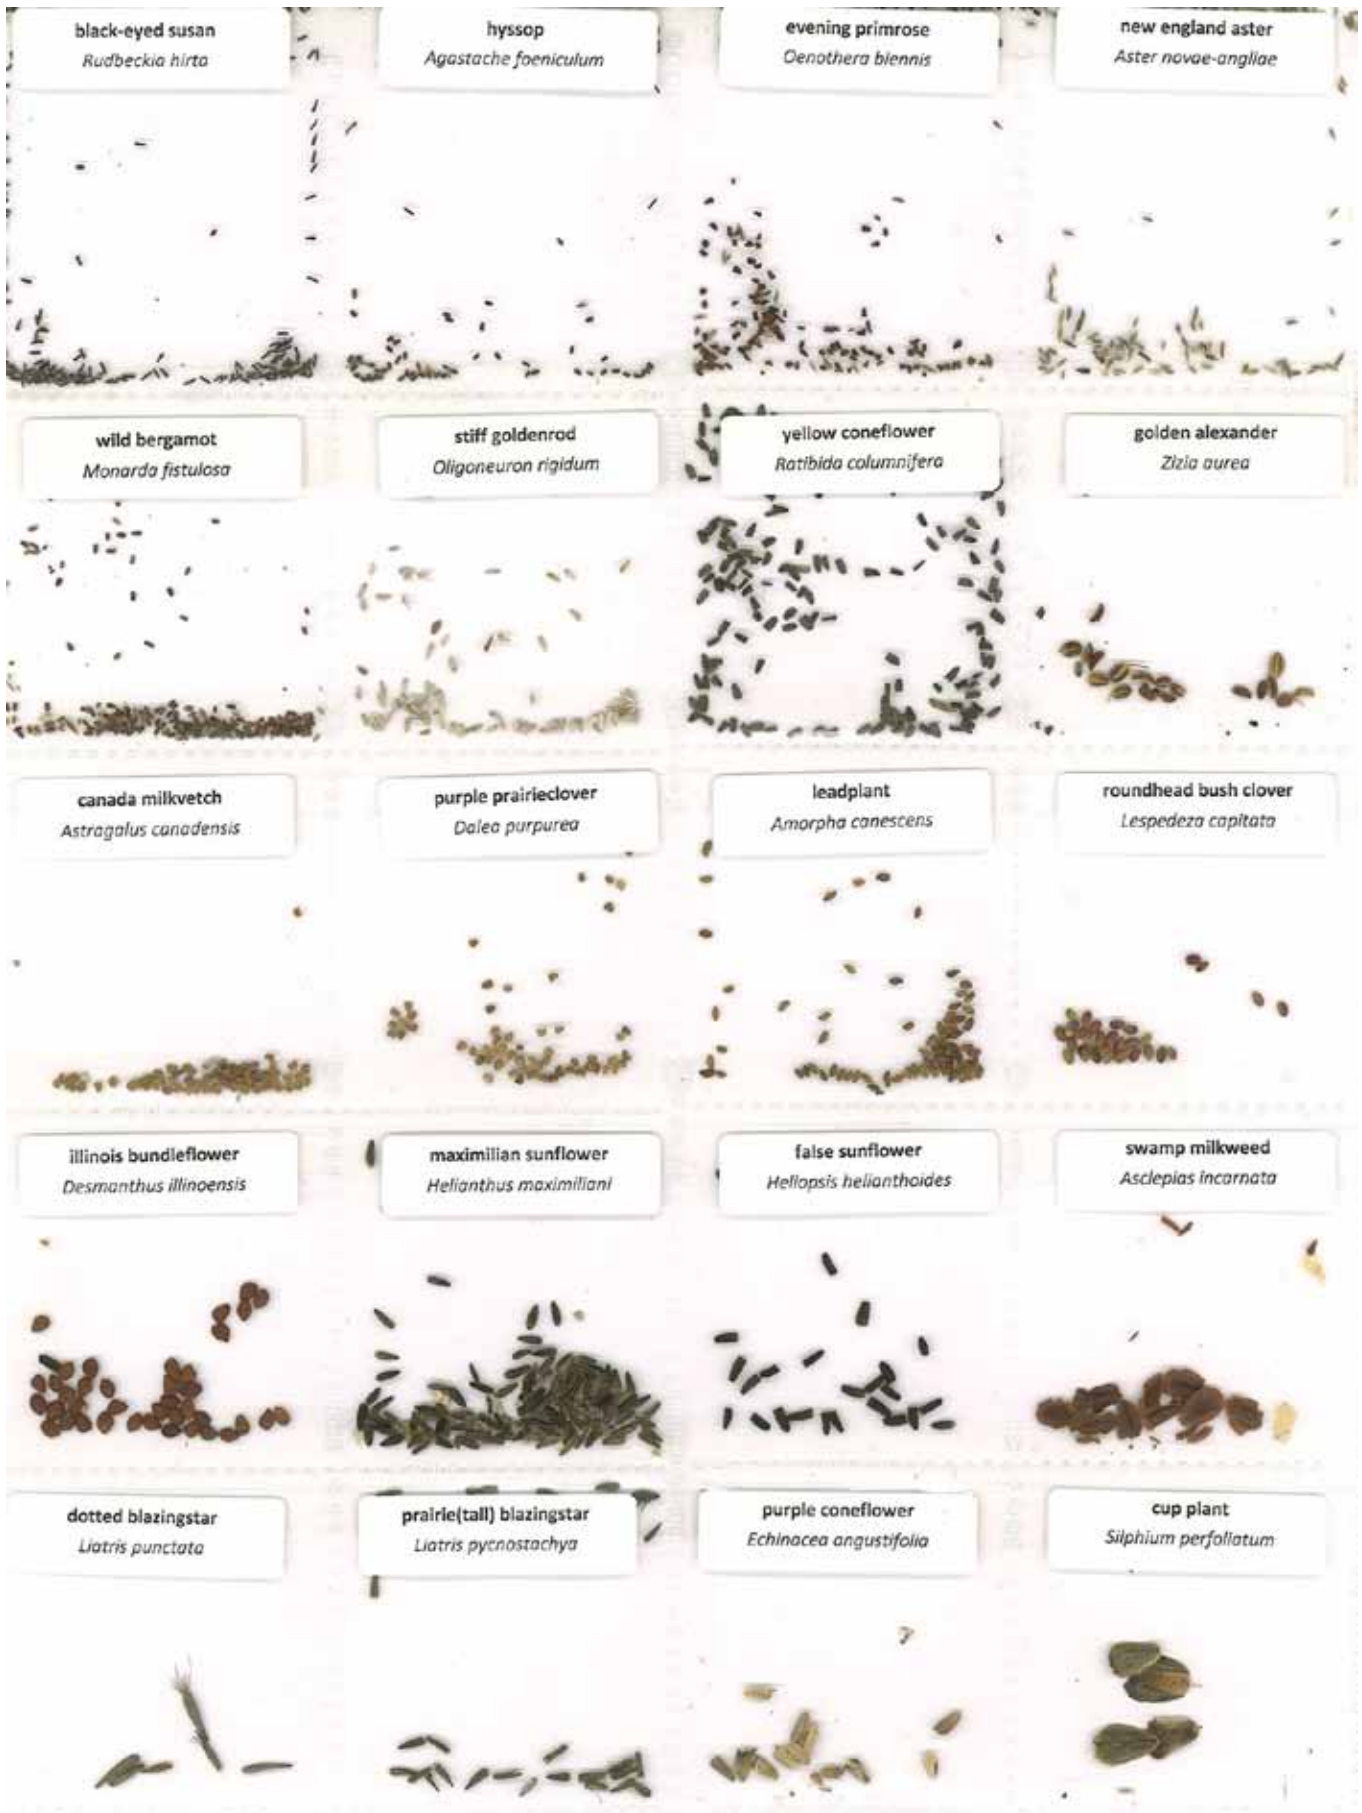 black-eyed susan
Rudbeckia hirta
hyssop
Agastache foeniculum
evening primrose
Oenothera biennis
new england aster
Aster novae-angliae
wild bergamot
Monarda fistulosa
stiff goldenrod
Oligoneuron rigidum
yellow coneflower
Ratibida columnifera
golden alexander
Zizia aurea
canada milkvetch
Astragalus canadensis
purple prairieclover
Dalea purpurea
leadplant
Amorpha canescens
roundhead bush clover
Lespedeza capitata
illinois bundleflower
Desmanthus illinoensis
maximilian sunflower
Helianthus maximiliani
false sunflower
Heliopsis helianthoides
swamp milkweed
Asclepias incarnata
dotted blazingstar
Liatris punctata
prairie(tall) blazingstar
Liatris pycnostachya
purple coneflower
Echinacea angustifolia
cup plant
Silphium perfoliatum